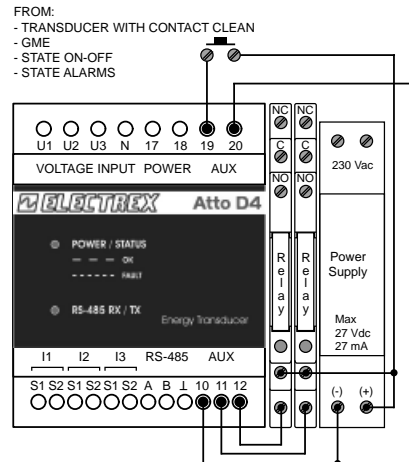 FROM:
- TRANSDUCER WITH CONTACT CLEAN
- GME
- STATE ON-OFF
- STATE ALARMS
U1 U2 U3 N 17 18 19 20
VOLTAGE INPUT POWER AUX
ELECTREX Atto D4
POWER / STATUS
— — — OK
- - - - - - FAULT
RS-485 RX / TX
Energy Transducer
I1 I2 I3 RS-485 AUX
S1 S2 S1 S2 S1 S2 A B ⊥ 10 11 12
NC NC
C C
NO NO
Relay
Relay
230 Vac
Power
Supply
Max
27 Vdc
27 mA
(-) (+)